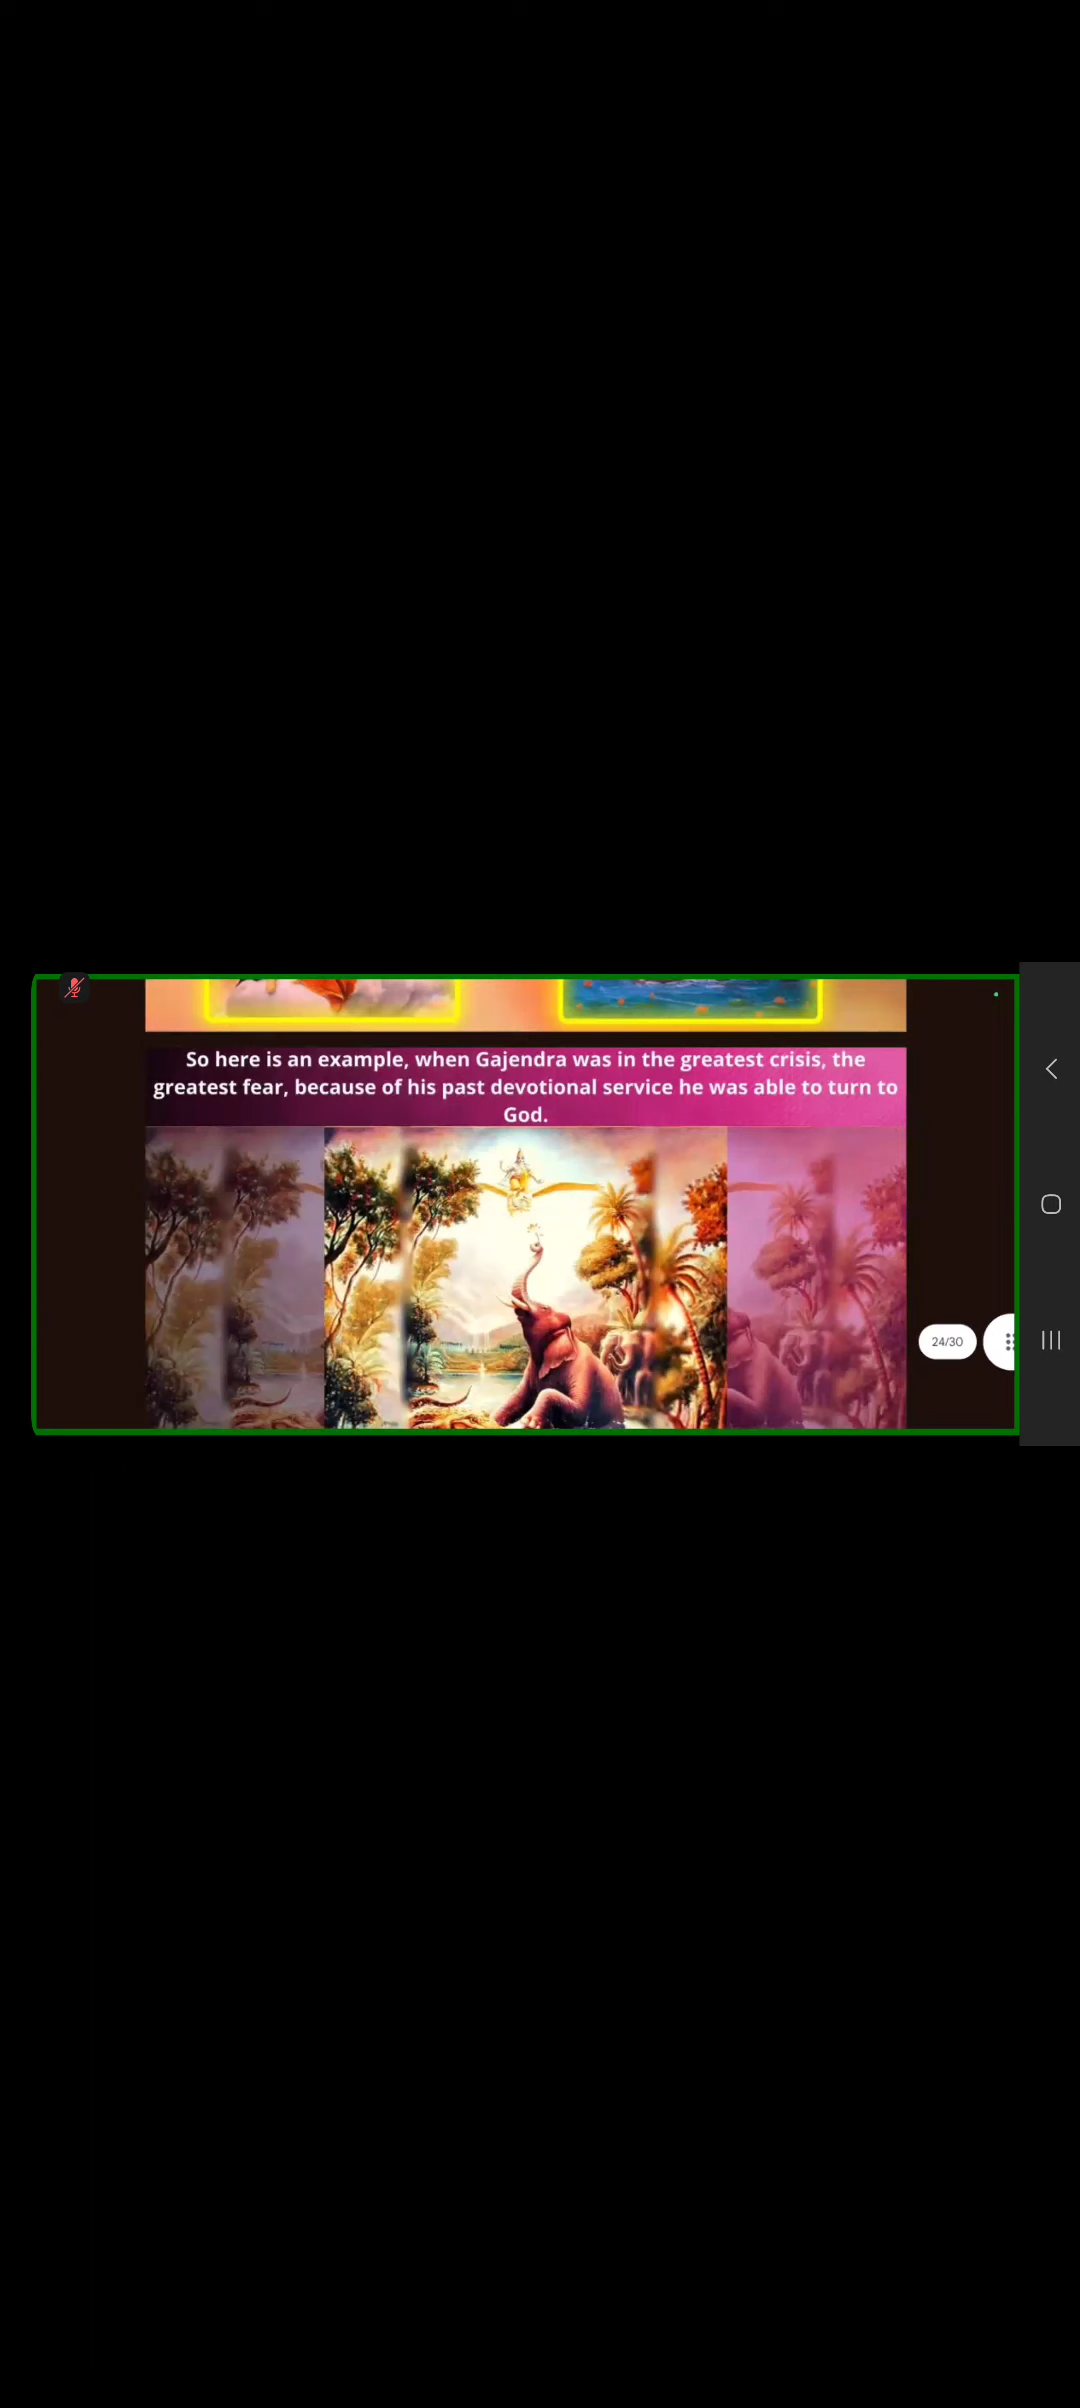 So here is an example, when Gajendra was in the greatest crisis, the
greatest fear, because of his past devotional service he was able to turn to
God.
24/30